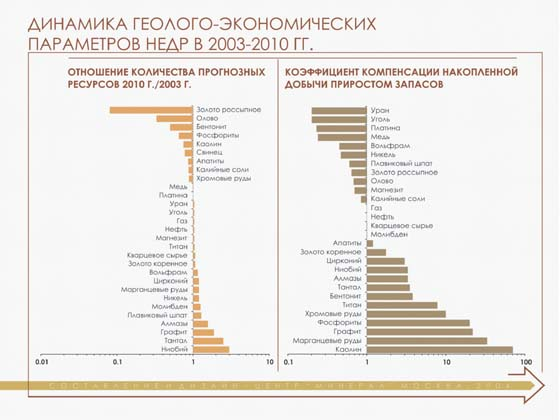 ДИНАМИКА ГЕОЛОГО-ЭКОНОМИЧЕСКИХ
ПАРАМЕТРОВ НЕДР В 2003-2010 ГГ.
ОТНОШЕНИЕ КОЛИЧЕСТВА ПРОГНОЗНЫХ
РЕСУРСОВ 2010 Г./2003 Г.
Золото россыпное
Олово
Бентонит
Фосфориты
Каолин
Свинец
Апатиты
Калийные соли
Хромовые руды
Медь
Платина
Уран
Уголь
Газ
Нефть
Магнезит
Титан
Кварцевое сырье
Золото коренное
Вольфрам
Цирконий
Марганцевые руды
Никель
Молибден
Плавиковый шпат
Алмазы
Графит
Тантал
Ниобий
0.01 0.1 1 10
КОЭФФИЦИЕНТ КОМПЕНСАЦИИ НАКОПЛЕННОЙ
ДОБЫЧИ ПРИРОСТОМ ЗАПАСОВ
Уран
Уголь
Платина
Медь
Вольфрам
Никель
Плавиковый шпат
Золото россыпное
Олово
Магнезит
Калийные соли
Газ
Нефть
Кварцевое сырье
Молибден
Апатиты
Золото коренное
Цирконий
Ниобий
Алмазы
Тантал
Бентонит
Титан
Хромовые руды
Фосфориты
Графит
Марганцевые руды
Каолин
0.1 1 10 100
СОСТАВЛЕНИЕ И ДИЗАЙН ЦЕНТР "МИНЕРАЛ" МОСКВА